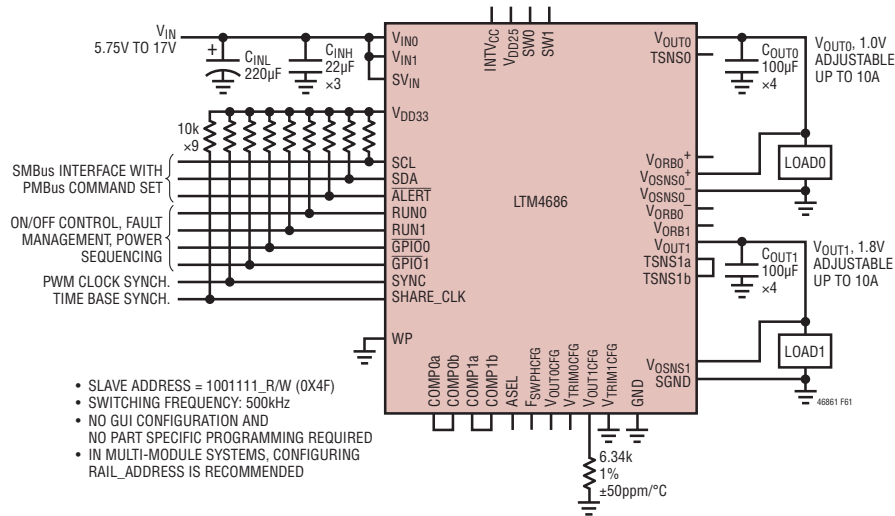 VIN
5.75V TO 17V
+
CINL
220µF
CINH
22µF
×3
10k
×9
SMBus INTERFACE WITH
PMBus COMMAND SET
ON/OFF CONTROL, FAULT
MANAGEMENT, POWER
SEQUENCING
PWM CLOCK SYNCH.
TIME BASE SYNCH.
VIN0
VIN1
SVIN
VDD33
SCL
SDA
ALERT
RUN0
RUN1
GPIO0
GPIO1
SYNC
SHARE_CLK
WP
INTVCC
VDD25
SW0
SW1
LTM4686
VOUT0
TSNS0
VORB0+
VOSNS0+
VOSNS0–
VORB0–
VORB1
VOUT1
TSNS1a
TSNS1b
VOSNS1
SGND
COMP0a
COMP0b
COMP1a
COMP1b
ASEL
FSWPHCFG
VOUT0CFG
VTRIM0CFG
VOUT1CFG
VTRIM1CFG
GND
COUT0
100µF
×4
VOUT0, 1.0V
ADJUSTABLE
UP TO 10A
LOAD0
COUT1
100µF
×4
VOUT1, 1.8V
ADJUSTABLE
UP TO 10A
LOAD1
46861 F61
6.34k
1%
±50ppm/°C
• SLAVE ADDRESS = 1001111_R/W (0X4F)
• SWITCHING FREQUENCY: 500kHz
• NO GUI CONFIGURATION AND
NO PART SPECIFIC PROGRAMMING REQUIRED
• IN MULTI-MODULE SYSTEMS, CONFIGURING
RAIL_ADDRESS IS RECOMMENDED